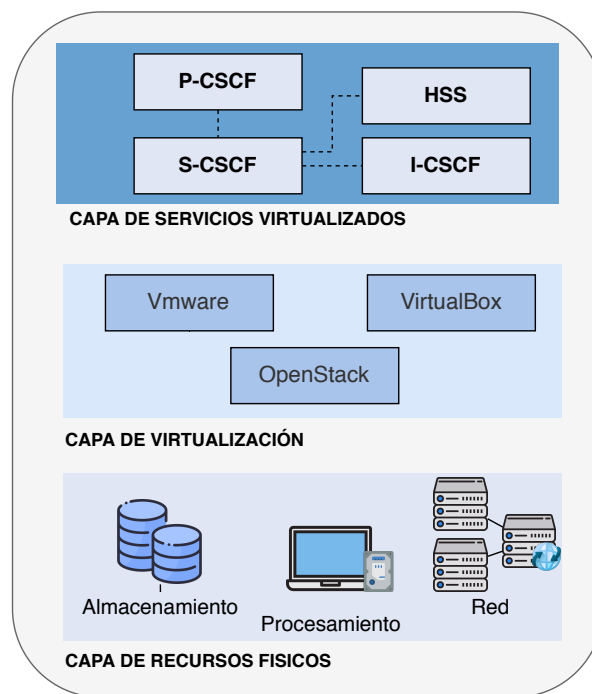 P-CSCF
HSS
S-CSCF
I-CSCF
CAPA DE SERVICIOS VIRTUALIZADOS
Vmware
VirtualBox
OpenStack
CAPA DE VIRTUALIZACIÓN
Almacenamiento
Procesamiento
Red
CAPA DE RECURSOS FISICOS